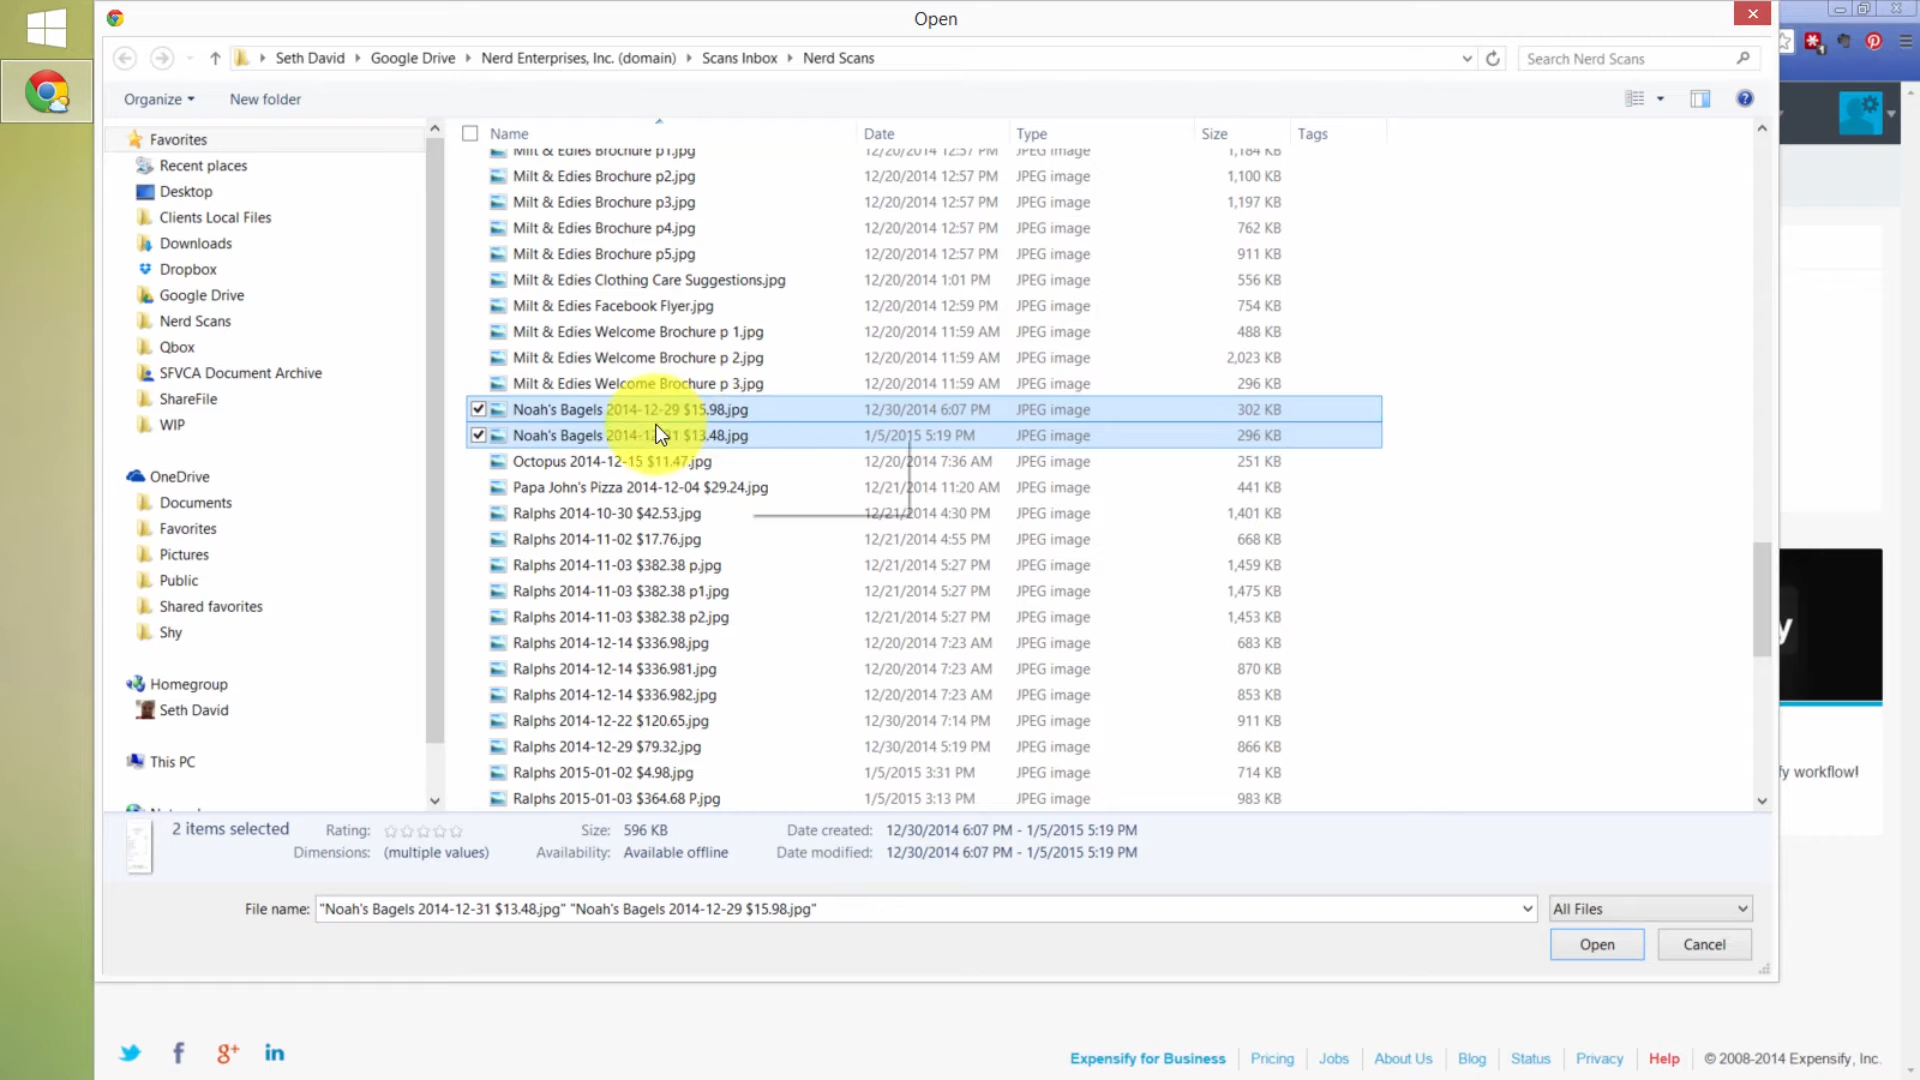 Open
Seth David
Google Drive
Nerd Enterprises, Inc. (domain)
Scans Inbox
Nerd Scans
Search Nerd Scans
Organize
New folder
Favorites
Recent places
Desktop
Clients Local Files
Downloads
Dropbox
Google Drive
Nerd Scans
Qbox
SFVCA Document Archive
ShareFile
WIP
OneDrive
Documents
Favorites
Pictures
Public
Shared favorites
Shy
Homegroup
Seth David
This PC
Name Date Type Size Tags
Milt & Edies Brochure p1.jpg 12/20/2014 12:57 PM JPEG image 1,184 KB
Milt & Edies Brochure p2.jpg 12/20/2014 12:57 PM JPEG image 1,100 KB
Milt & Edies Brochure p3.jpg 12/20/2014 12:57 PM JPEG image 1,197 KB
Milt & Edies Brochure p4.jpg 12/20/2014 12:57 PM JPEG image 762 KB
Milt & Edies Brochure p5.jpg 12/20/2014 12:57 PM JPEG image 911 KB
Milt & Edies Clothing Care Suggestions.jpg 12/20/2014 1:01 PM JPEG image 556 KB
Milt & Edies Facebook Flyer.jpg 12/20/2014 12:59 PM JPEG image 754 KB
Milt & Edies Welcome Brochure p 1.jpg 12/20/2014 11:59 AM JPEG image 488 KB
Milt & Edies Welcome Brochure p 2.jpg 12/20/2014 11:59 AM JPEG image 2,023 KB
Milt & Edies Welcome Brochure p 3.jpg 12/20/2014 11:59 AM JPEG image 296 KB
Noah's Bagels 2014-12-29 $15.98.jpg 12/30/2014 6:07 PM JPEG image 302 KB
Noah's Bagels 2014-12-31 $13.48.jpg 1/5/2015 5:19 PM JPEG image 296 KB
Octopus 2014-12-15 $11.47.jpg 12/20/2014 7:36 AM JPEG image 251 KB
Papa John's Pizza 2014-12-04 $29.24.jpg 12/21/2014 11:20 AM JPEG image 441 KB
Ralphs 2014-10-30 $42.53.jpg 12/21/2014 4:30 PM JPEG image 1,401 KB
Ralphs 2014-11-02 $17.76.jpg 12/21/2014 4:55 PM JPEG image 668 KB
Ralphs 2014-11-03 $382.38 p.jpg 12/21/2014 5:27 PM JPEG image 1,459 KB
Ralphs 2014-11-03 $382.38 p1.jpg 12/21/2014 5:27 PM JPEG image 1,475 KB
Ralphs 2014-11-03 $382.38 p2.jpg 12/21/2014 5:27 PM JPEG image 1,453 KB
Ralphs 2014-12-14 $336.98.jpg 12/20/2014 7:23 AM JPEG image 683 KB
Ralphs 2014-12-14 $336.981.jpg 12/20/2014 7:23 AM JPEG image 870 KB
Ralphs 2014-12-14 $336.982.jpg 12/20/2014 7:23 AM JPEG image 853 KB
Ralphs 2014-12-22 $120.65.jpg 12/30/2014 7:14 PM JPEG image 911 KB
Ralphs 2014-12-29 $79.32.jpg 12/30/2014 5:19 PM JPEG image 866 KB
Ralphs 2015-01-02 $4.98.jpg 1/5/2015 3:31 PM JPEG image 714 KB
Ralphs 2015-01-03 $364.68 P.jpg 1/5/2015 3:13 PM JPEG image 983 KB
y
fy workflow!
2 items selected Rating: Size: 596 KB Date created: 12/30/2014 6:07 PM - 1/5/2015 5:19 PM
Dimensions: (multiple values) Availability: Available offline Date modified: 12/30/2014 6:07 PM - 1/5/2015 5:19 PM
File name: "Noah's Bagels 2014-12-31 $13.48.jpg" "Noah's Bagels 2014-12-29 $15.98.jpg" All Files
Open Cancel
Expensify for Business Pricing Jobs About Us Blog Status Privacy Help © 2008-2014 Expensify, Inc.